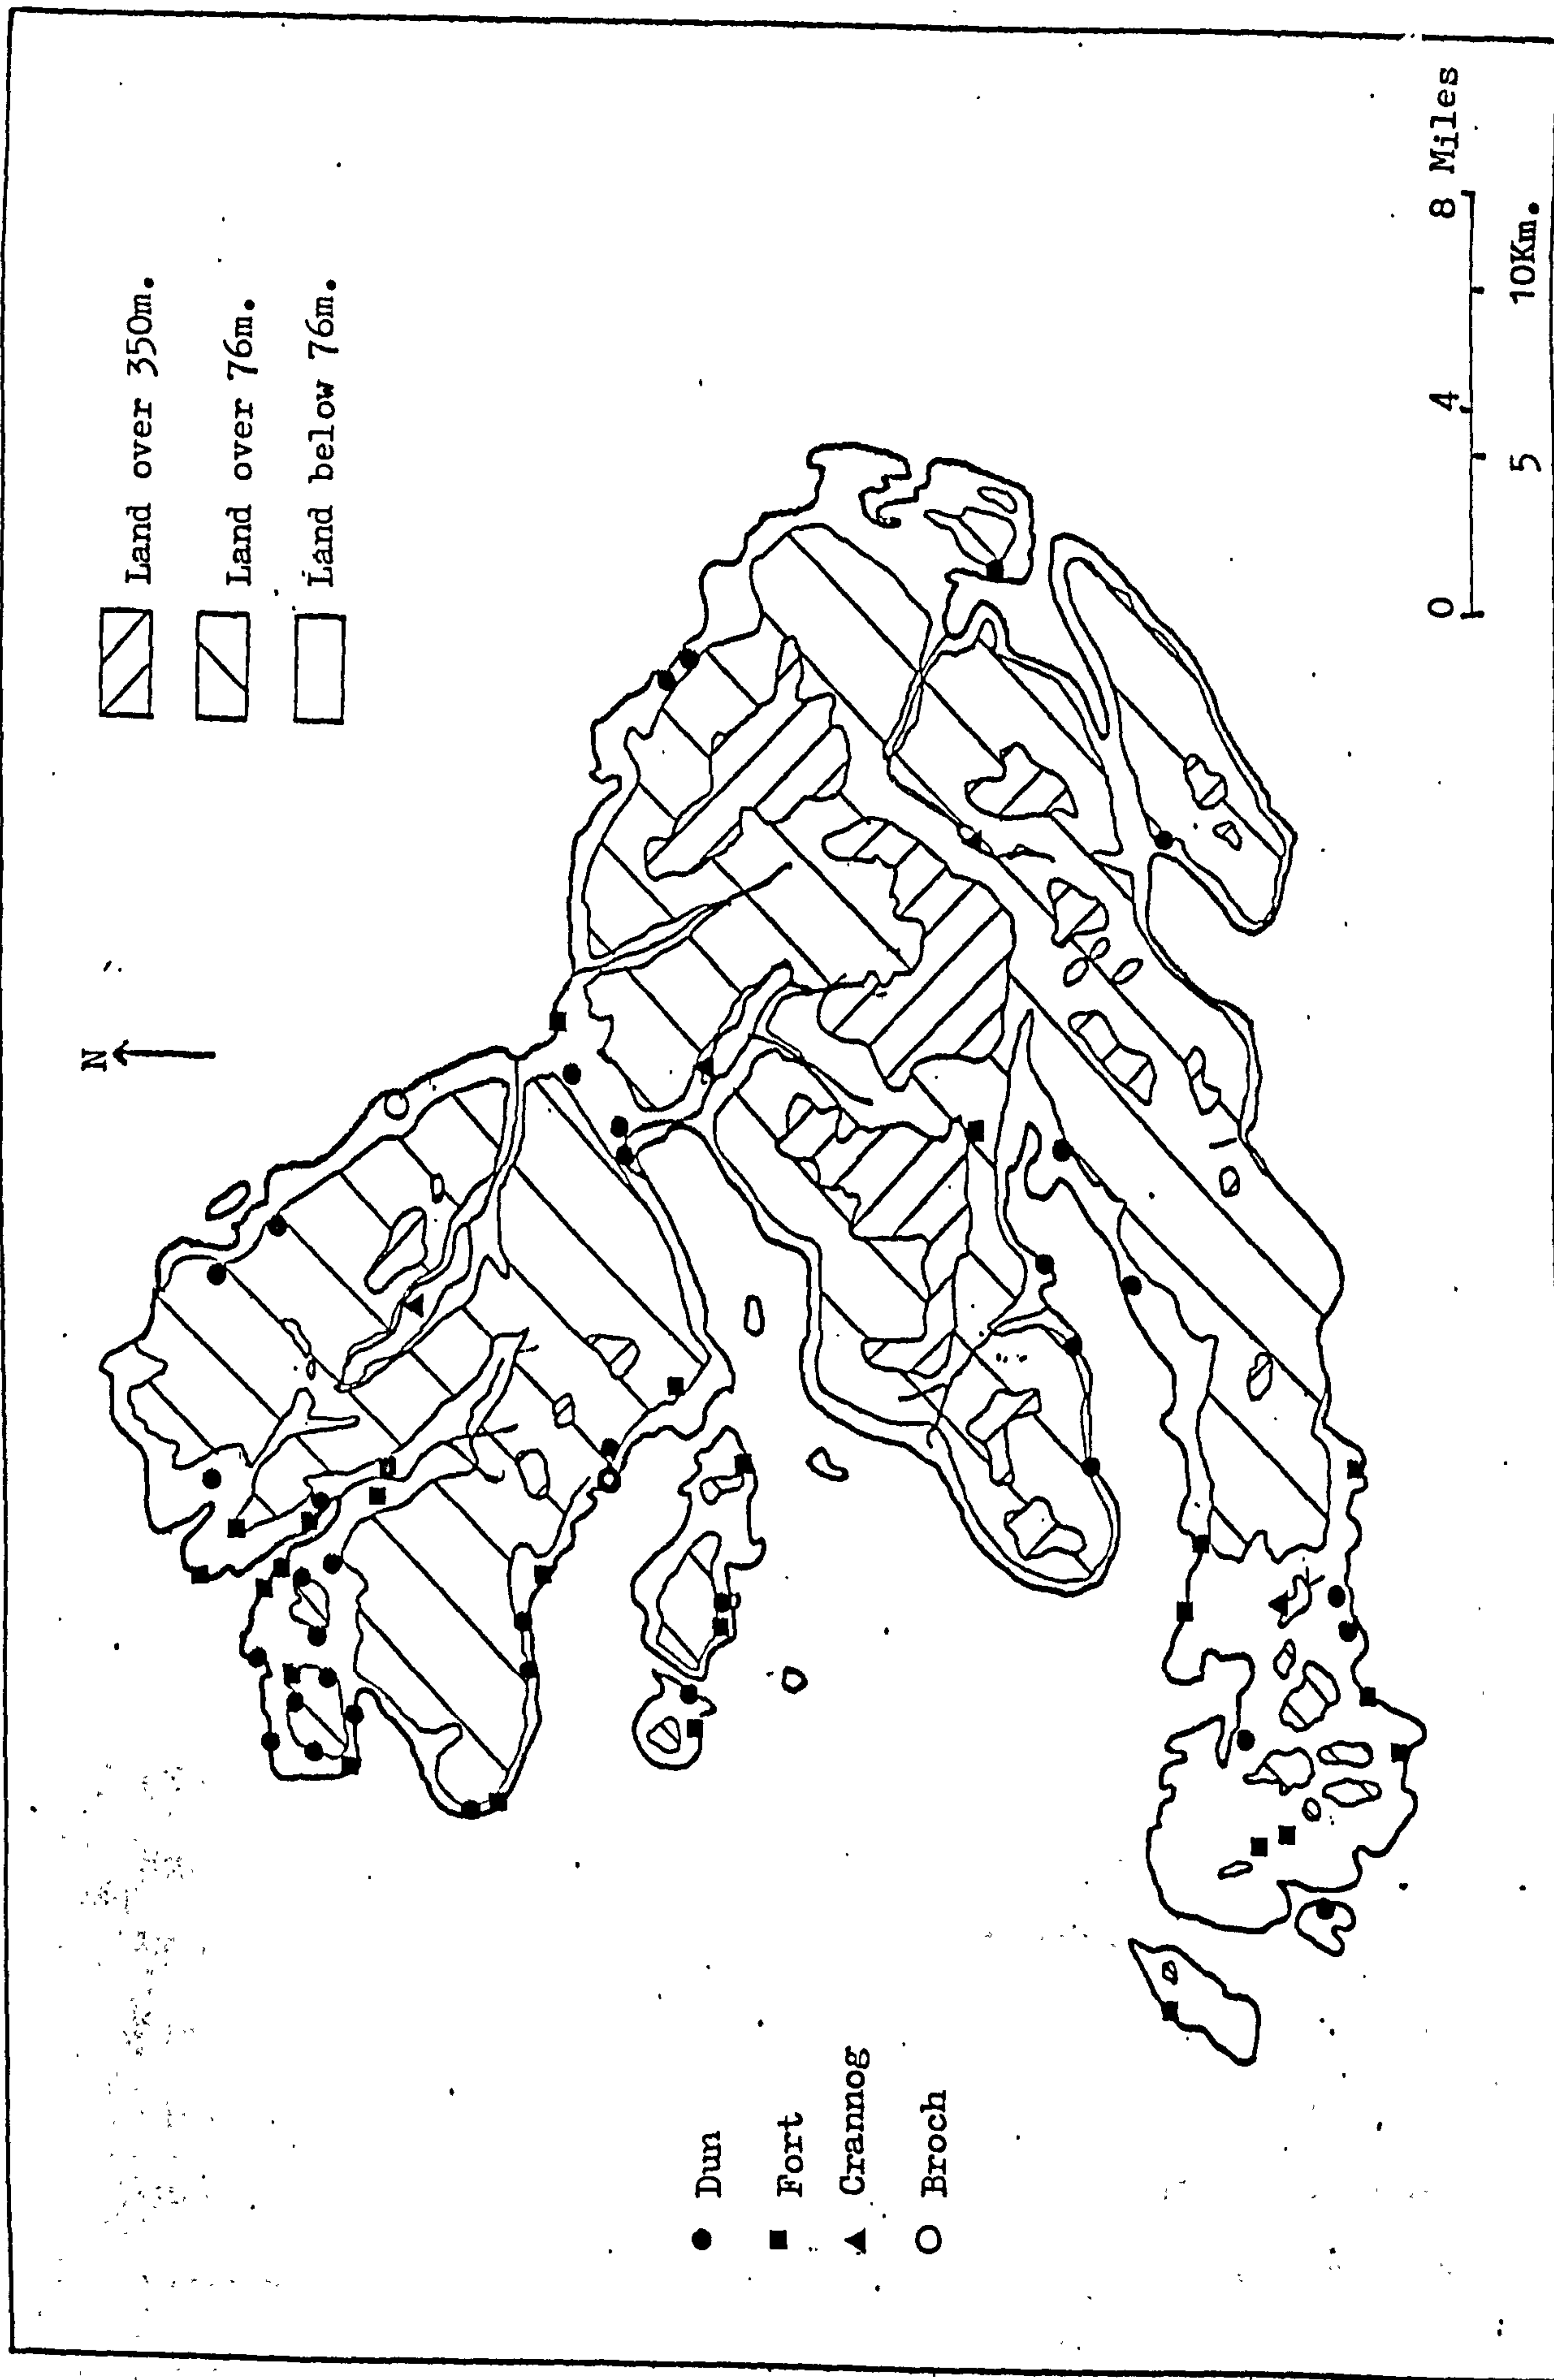 N
Land over 350m.
Land over 76m.
Land below 76m.
Dun
Fort
Crannog
Broch
0 4 8 Miles
5 10Km.